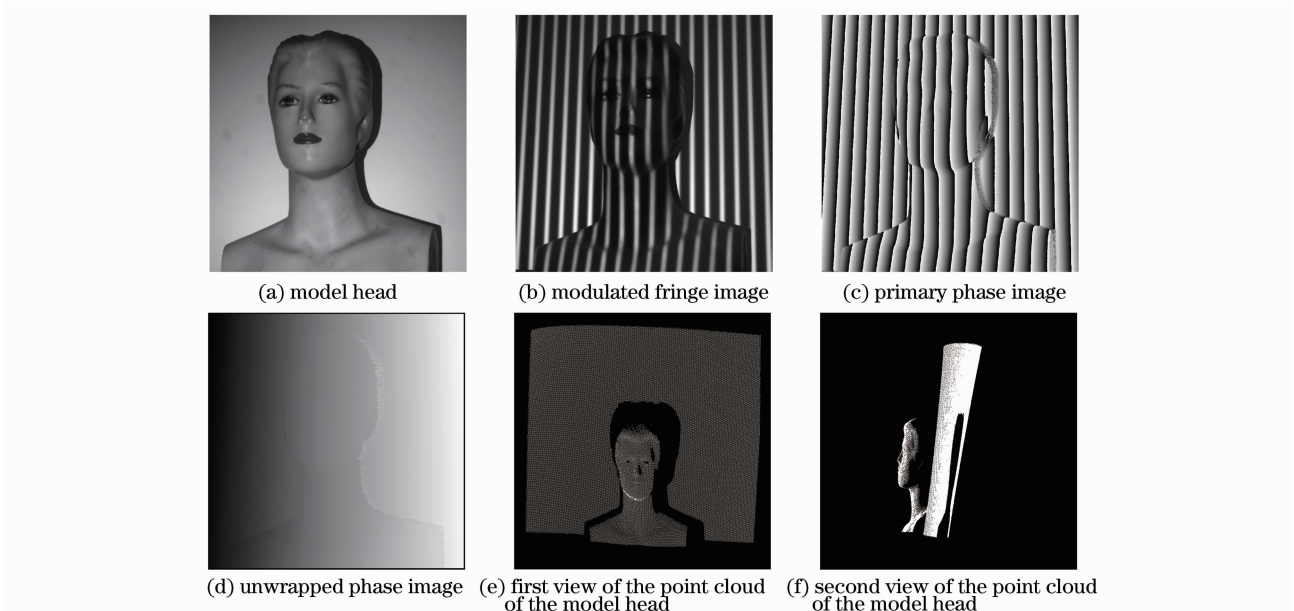 (a) model head
(b) modulated fringe image
(c) primary phase image
(d) unwrapped phase image
(e) first view of the point cloud
of the model head
(f) second view of the point cloud
of the model head